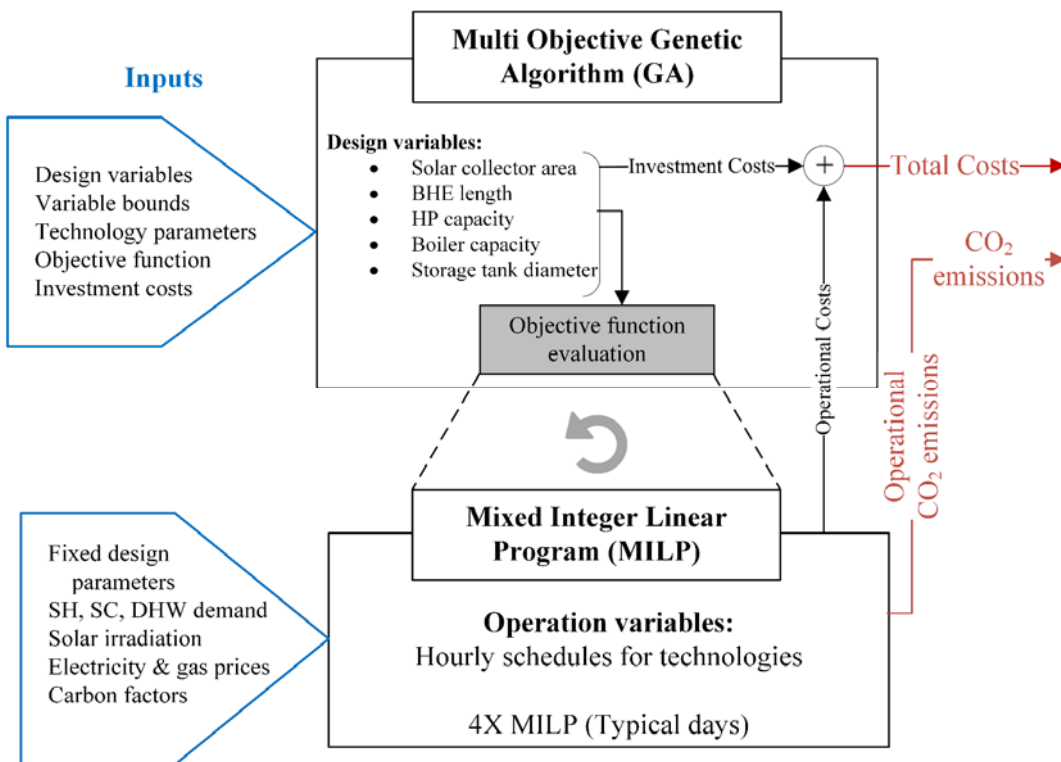 Multi Objective Genetic
Algorithm (GA)
Inputs
Design variables
Variable bounds
Technology parameters
Objective function
Investment costs
Design variables:
• Solar collector area
• BHE length
• HP capacity
• Boiler capacity
• Storage tank diameter
Investment Costs
+
Total Costs
CO₂
emissions
Objective function
evaluation
Operational Costs
Operational
CO₂ emissions
Mixed Integer Linear
Program (MILP)
Fixed design
parameters
SH, SC, DHW demand
Solar irradiation
Electricity & gas prices
Carbon factors
Operation variables:
Hourly schedules for technologies
4X MILP (Typical days)